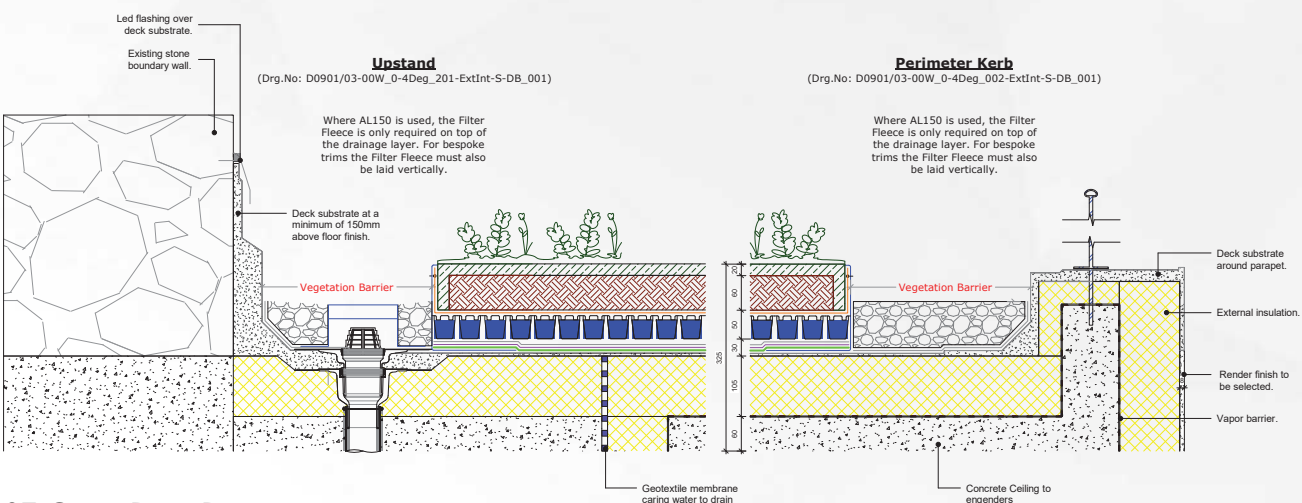 Led flashing over
deck substrate.
Existing stone
boundary wall.
Upstand
(Drg.No: D0901/03-00W_0-4Deg_201-ExtInt-S-DB_001)
Perimeter Kerb
(Drg.No: D0901/03-00W_0-4Deg_002-ExtInt-S-DB_001)
Where AL150 is used, the Filter
Fleece is only required on top of
the drainage layer. For bespoke
trims the Filter Fleece must also
be laid vertically.
Where AL150 is used, the Filter
Fleece is only required on top of
the drainage layer. For bespoke
trims the Filter Fleece must also
be laid vertically.
Deck substrate at a
minimum of 150mm
above floor finish.
Vegetation Barrier
Vegetation Barrier
20
60
50
30
105
60
325
Deck substrate
around parapet.
External insulation.
Render finish to
be selected.
Vapor barrier.
Geotextile membrane
caring water to drain
Concrete Ceiling to
engenders